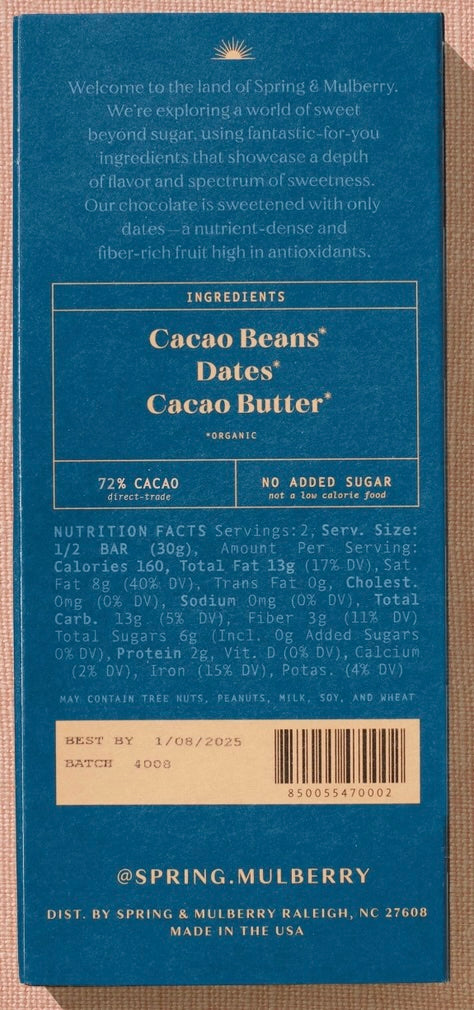 Welcome to the land of Spring & Mulberry.
We're exploring a world of sweet
beyond sugar, using fantastic-for-you
ingredients that showcase a depth
of flavor and spectrum of sweetness.
Our chocolate is sweetened with only
dates – a nutrient-dense and
fiber-rich fruit high in antioxidants.
INGREDIENTS
Cacao Beans*
Dates*
Cacao Butter*
*ORGANIC
72% CACAO
direct-trade
NO ADDED SUGAR
not a low calorie food
NUTRITION FACTS Servings: 2, Serv. Size:
1/2 BAR (30g), Amount Per Serving:
Calories 160, Total Fat 13g (17% DV), Sat.
Fat 8g (40% DV), Trans Fat 0g, Cholest.
0mg (0% DV), Sodium 0mg (0% DV), Total
Carb. 13g (5% DV), Fiber 3g (11% DV)
Total Sugars 6g (Incl. 0g Added Sugars
0% DV), Protein 2g, Vit. D (0% DV), Calcium
(2% DV), Iron (15% DV), Potas. (4% DV)
MAY CONTAIN TREE NUTS, PEANUTS, MILK, SOY, AND WHEAT
BEST BY 1/08/2025
BATCH 4008
850055470002
@SPRING.MULBERRY
DIST. BY SPRING & MULBERRY RALEIGH, NC 27608
MADE IN THE USA